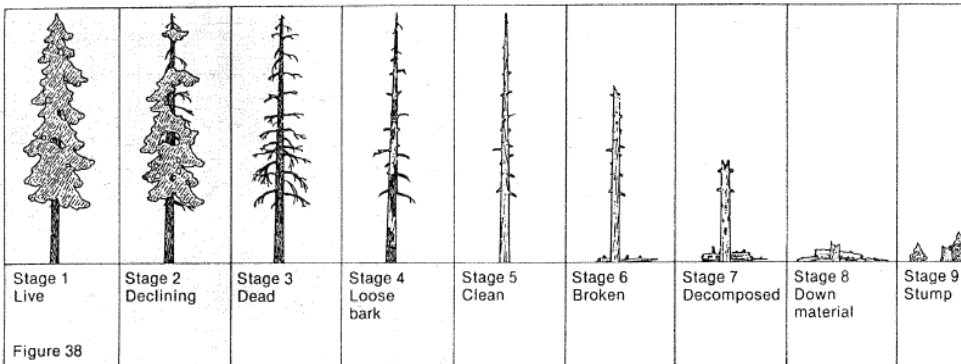 Stage 1
Live
Stage 2
Declining
Stage 3
Dead
Stage 4
Loose
bark
Stage 5
Clean
Stage 6
Broken
Stage 7
Decomposed
Stage 8
Down
material
Stage 9
Stump
Figure 38